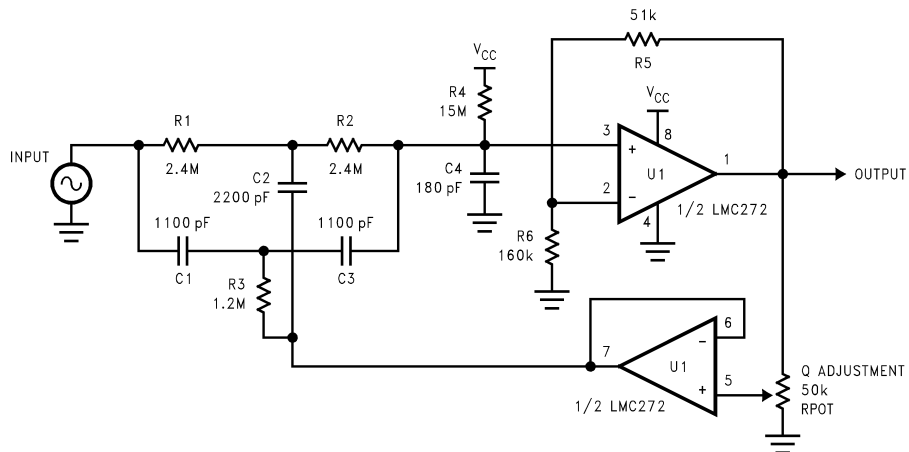 51k
R5
V_CC
R4
15M
V_CC
R1
R2
3
8
+
INPUT
2.4M
2.4M
C2
2200 pF
C4
180 pF
U1
1
OUTPUT
2
−
4
1/2 LMC272
1100 pF
1100 pF
C1
C3
R6
160k
R3
1.2M
6
−
7
U1
5
+
1/2 LMC272
Q ADJUSTMENT
50k
RPOT